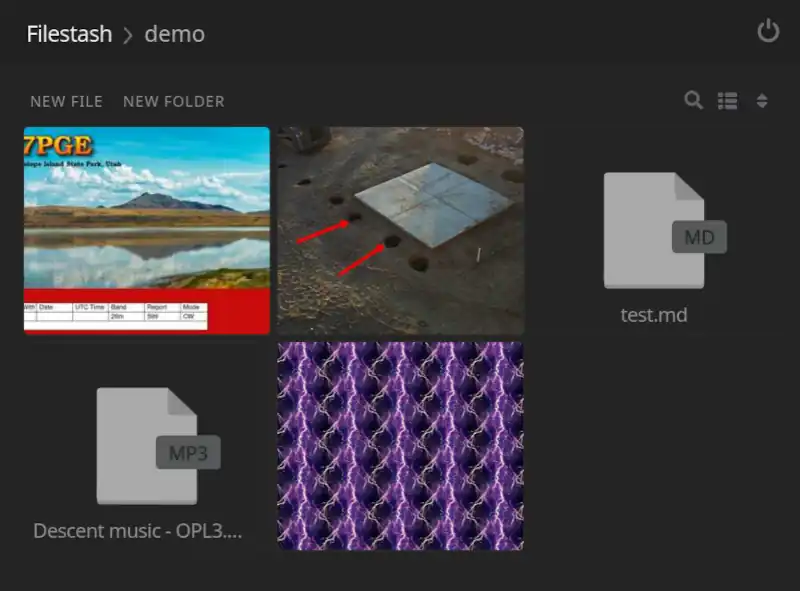 Filestash > demo
NEW FILE NEW FOLDER
7PGE
elope Island State Park, Utah
With Date UTC Time Band Report Mode
20m 599 CW
MD
test.md
MP3
Descent music - OPL3....